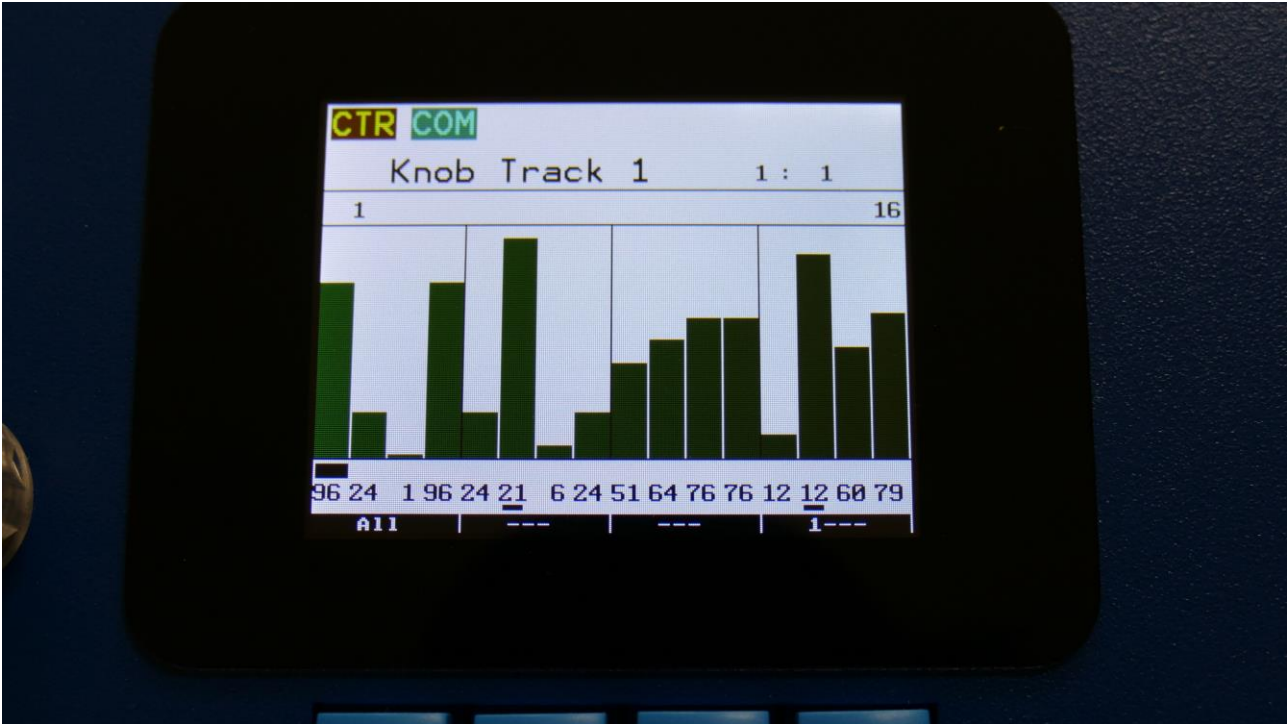 CTR COM
Knob Track 1 1: 1
1 16
96 24 1 96 24 21 6 24 51 64 76 76 12 12 60 79
All --- --- 1---